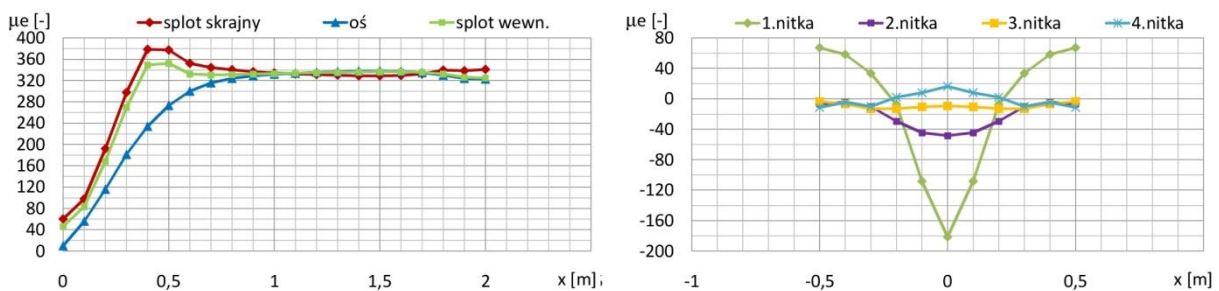 µe [-]
splot skrajny
oś
splot wewn.
400
360
320
280
240
200
160
120
80
40
0
0
0,5
1
1,5
2
x [m]
µe [-]
1.nitka
2.nitka
3.nitka
4.nitka
80
40
0
-40
-80
-120
-160
-200
-1
-0,5
0
0,5
x [m]